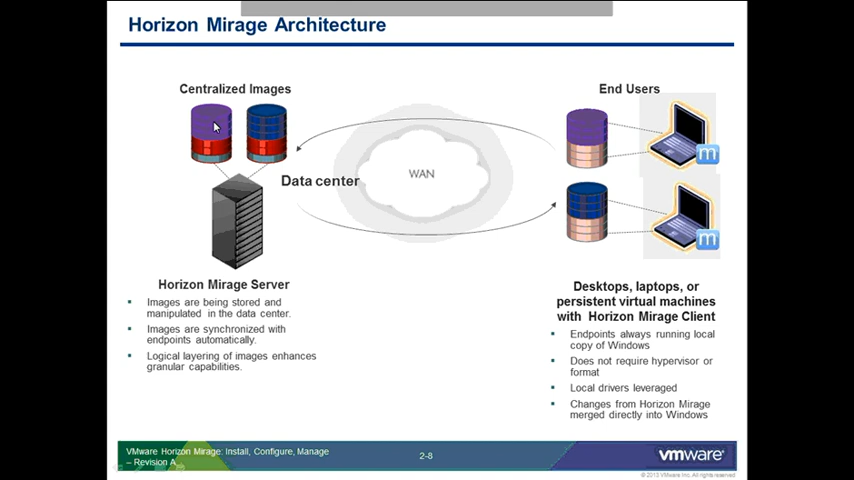 Horizon Mirage Architecture
Centralized Images
End Users
WAN
Data center
m
m
Horizon Mirage Server
▪ Images are being stored and
manipulated in the data center.
▪ Images are synchronized with
endpoints automatically.
▪ Logical layering of images enhances
granular capabilities.
Desktops, laptops, or
persistent virtual machines
with Horizon Mirage Client
▪ Endpoints always running local
copy of Windows
▪ Does not require hypervisor or
format
▪ Local drivers leveraged
▪ Changes from Horizon Mirage
merged directly into Windows
VMware Horizon Mirage: Install, Configure, Manage
– Revision A
2-8
vmware®
© 2013 VMware Inc. All rights reserved